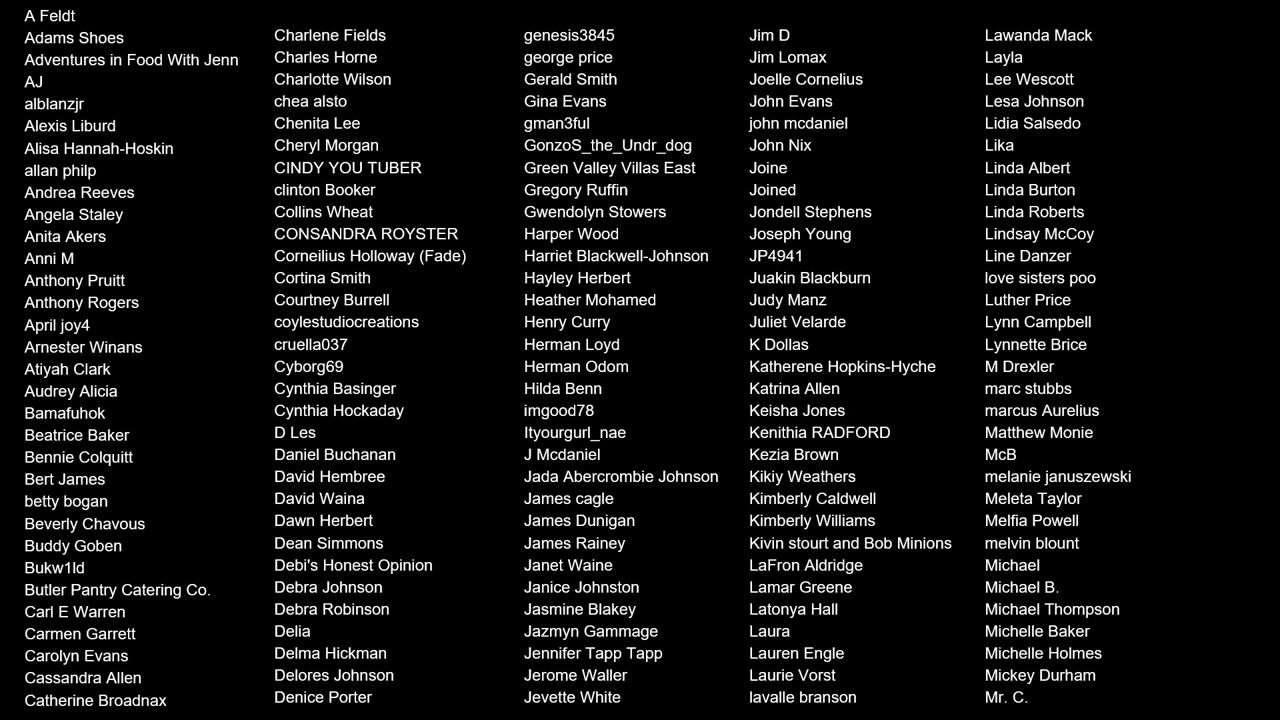 A Feldt
Adams Shoes
Adventures in Food With Jenn
AJ
alblanzjr
Alexis Liburd
Alisa Hannah-Hoskin
allan philp
Andrea Reeves
Angela Staley
Anita Akers
Anni M
Anthony Pruitt
Anthony Rogers
April joy4
Arnester Winans
Atiyah Clark
Audrey Alicia
Bamafuhok
Beatrice Baker
Bennie Colquitt
Bert James
betty bogan
Beverly Chavous
Buddy Goben
Bukw1ld
Butler Pantry Catering Co.
Carl E Warren
Carmen Garrett
Carolyn Evans
Cassandra Allen
Catherine Broadnax
Charlene Fields
Charles Horne
Charlotte Wilson
chea alsto
Chenita Lee
Cheryl Morgan
CINDY YOU TUBER
clinton Booker
Collins Wheat
CONSANDRA ROYSTER
Corneilius Holloway (Fade)
Cortina Smith
Courtney Burrell
coylestudiocreations
cruella037
Cyborg69
Cynthia Basinger
Cynthia Hockaday
D Les
Daniel Buchanan
David Hembree
David Waina
Dawn Herbert
Dean Simmons
Debi's Honest Opinion
Debra Johnson
Debra Robinson
Delia
Delma Hickman
Delores Johnson
Denice Porter
genesis3845
george price
Gerald Smith
Gina Evans
gman3ful
GonzoS_the_Undr_dog
Green Valley Villas East
Gregory Ruffin
Gwendolyn Stowers
Harper Wood
Harriet Blackwell-Johnson
Hayley Herbert
Heather Mohamed
Henry Curry
Herman Loyd
Herman Odom
Hilda Benn
imgood78
Ityourgurl_nae
J Mcdaniel
Jada Abercrombie Johnson
James cagle
James Dunigan
James Rainey
Janet Waine
Janice Johnston
Jasmine Blakey
Jazmyn Gammage
Jennifer Tapp Tapp
Jerome Waller
Jevette White
Jim D
Jim Lomax
Joelle Cornelius
John Evans
john mcdaniel
John Nix
Joine
Joined
Jondell Stephens
Joseph Young
JP4941
Juakin Blackburn
Judy Manz
Juliet Velarde
K Dollas
Katherene Hopkins-Hyche
Katrina Allen
Keisha Jones
Kenithia RADFORD
Kezia Brown
Kikiy Weathers
Kimberly Caldwell
Kimberly Williams
Kivin stourt and Bob Minions
LaFron Aldridge
Lamar Greene
Latonya Hall
Laura
Lauren Engle
Laurie Vorst
lavalle branson
Lawanda Mack
Layla
Lee Wescott
Lesa Johnson
Lidia Salsedo
Lika
Linda Albert
Linda Burton
Linda Roberts
Lindsay McCoy
Line Danzer
love sisters poo
Luther Price
Lynn Campbell
Lynnette Brice
M Drexler
marc stubbs
marcus Aurelius
Matthew Monie
McB
melanie januszewski
Meleta Taylor
Melfia Powell
melvin blount
Michael
Michael B.
Michael Thompson
Michelle Baker
Michelle Holmes
Mickey Durham
Mr. C.